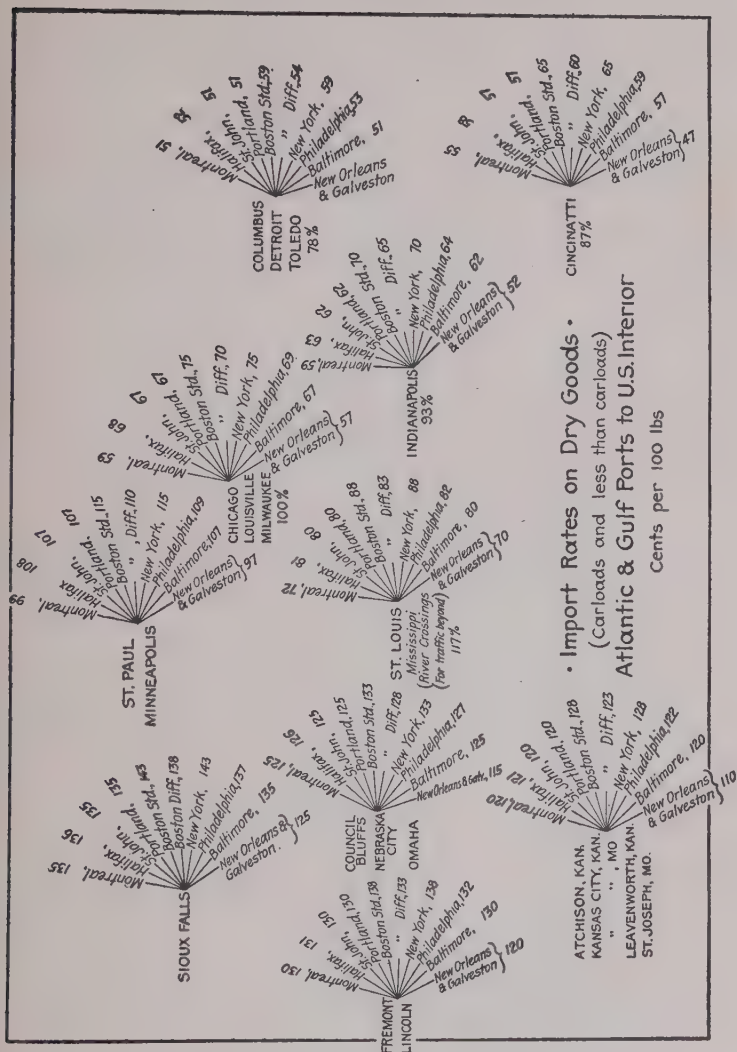 COLUMBUS
DETROIT
TOLEDO
78%
Montreal, 51
Halifax,
St. John, 51
Portland, 51
Boston Std; 59
" Diff, 54
New York, 59
Philadelphia, 53
Baltimore, 51
New Orleans
& Galveston
CINCINATTI
87%
Montreal, 55
Halifax,
St. John, 57
Portland, 57
Boston Std., 65
" Diff, 60
New York, 65
Philadelphia, 59
Baltimore, 57
New Orleans
& Galveston } 47
CHICAGO
LOUISVILLE
MILWAUKEE
100%
Montreal, 59
Halifax, 68
St. John, 67
Portland, 67
Boston Std., 75
" Diff, 70
New York, 75
Philadelphia, 69
Baltimore, 67
New Orleans
& Galveston } 57
INDIANAPOLIS
93%
Montreal, 59
Halifax, 63
St. John, 62
Portland, 62
Boston Std., 70
" Diff. 65
New York, 70
Philadelphia, 64
Baltimore, 62
New Orleans
& Galveston } 52
ST. PAUL
MINNEAPOLIS
Montreal, 99
Halifax 108
St. John, 107
Portland, 107
Boston Std., 115
" , Diff, 110
New York, 115
Philadelphia, 109
Baltimore, 107
New Orleans
& Galveston } 97
ST. LOUIS
Mississippi
River Crossings
(For traffic beyond)
117%
Montreal, 72
Halifax, 81
St. John, 80
Portland, 80
Boston Std., 88
" Diff, 83
New York, 88
Philadelphia, 82
Baltimore, 80
New Orleans
& Galveston } 70
SIOUX FALLS
Montreal, 135
Halifax, 136
St. John, 135
Portland, 135
Boston Std., 143
Boston Diff, 138
New York, 143
Philadelphia, 137
Baltimore, 135
New Orleans &
Galveston. } 125
COUNCIL
BLUFFS
NEBRASKA
CITY
OMAHA
Montreal, 125
Halifax, 126
St. John, 125
Portland, 125
Boston Std., 133
" Diff, 128
New York, 133
Philadelphia, 127
Baltimore, 125
New Orleans & Galv., 115
FREMONT
LINCOLN
Montreal, 130
Halifax, 131
St. John, 130
Portland, 130
Boston Std, 138
" Diff, 133
New York, 138
Philadelphia, 132
Baltimore, 130
New Orleans
& Galveston } 120
ATCHISON, KAN.
KANSAS CITY, KAN.
" " , MO
LEAVENWORTH, KAN.
ST. JOSEPH, MO.
Montreal, 120
Halifax, 121
St. John, 120
Portland, 120
Boston Std., 128
" Diff, 123
New York, 128
Philadelphia, 122
Baltimore, 120
New Orleans
& Galveston } 110
· Import Rates on Dry Goods ·
(Carloads and less than carloads)
Atlantic & Gulf Ports to U.S. Interior
Cents per 100 lbs